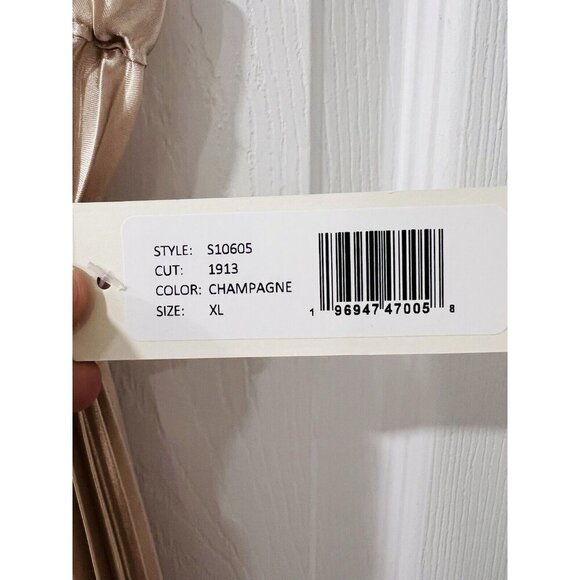 STYLE: S10605
CUT: 1913
COLOR: CHAMPAGNE
SIZE: XL
1 96947 47005 8